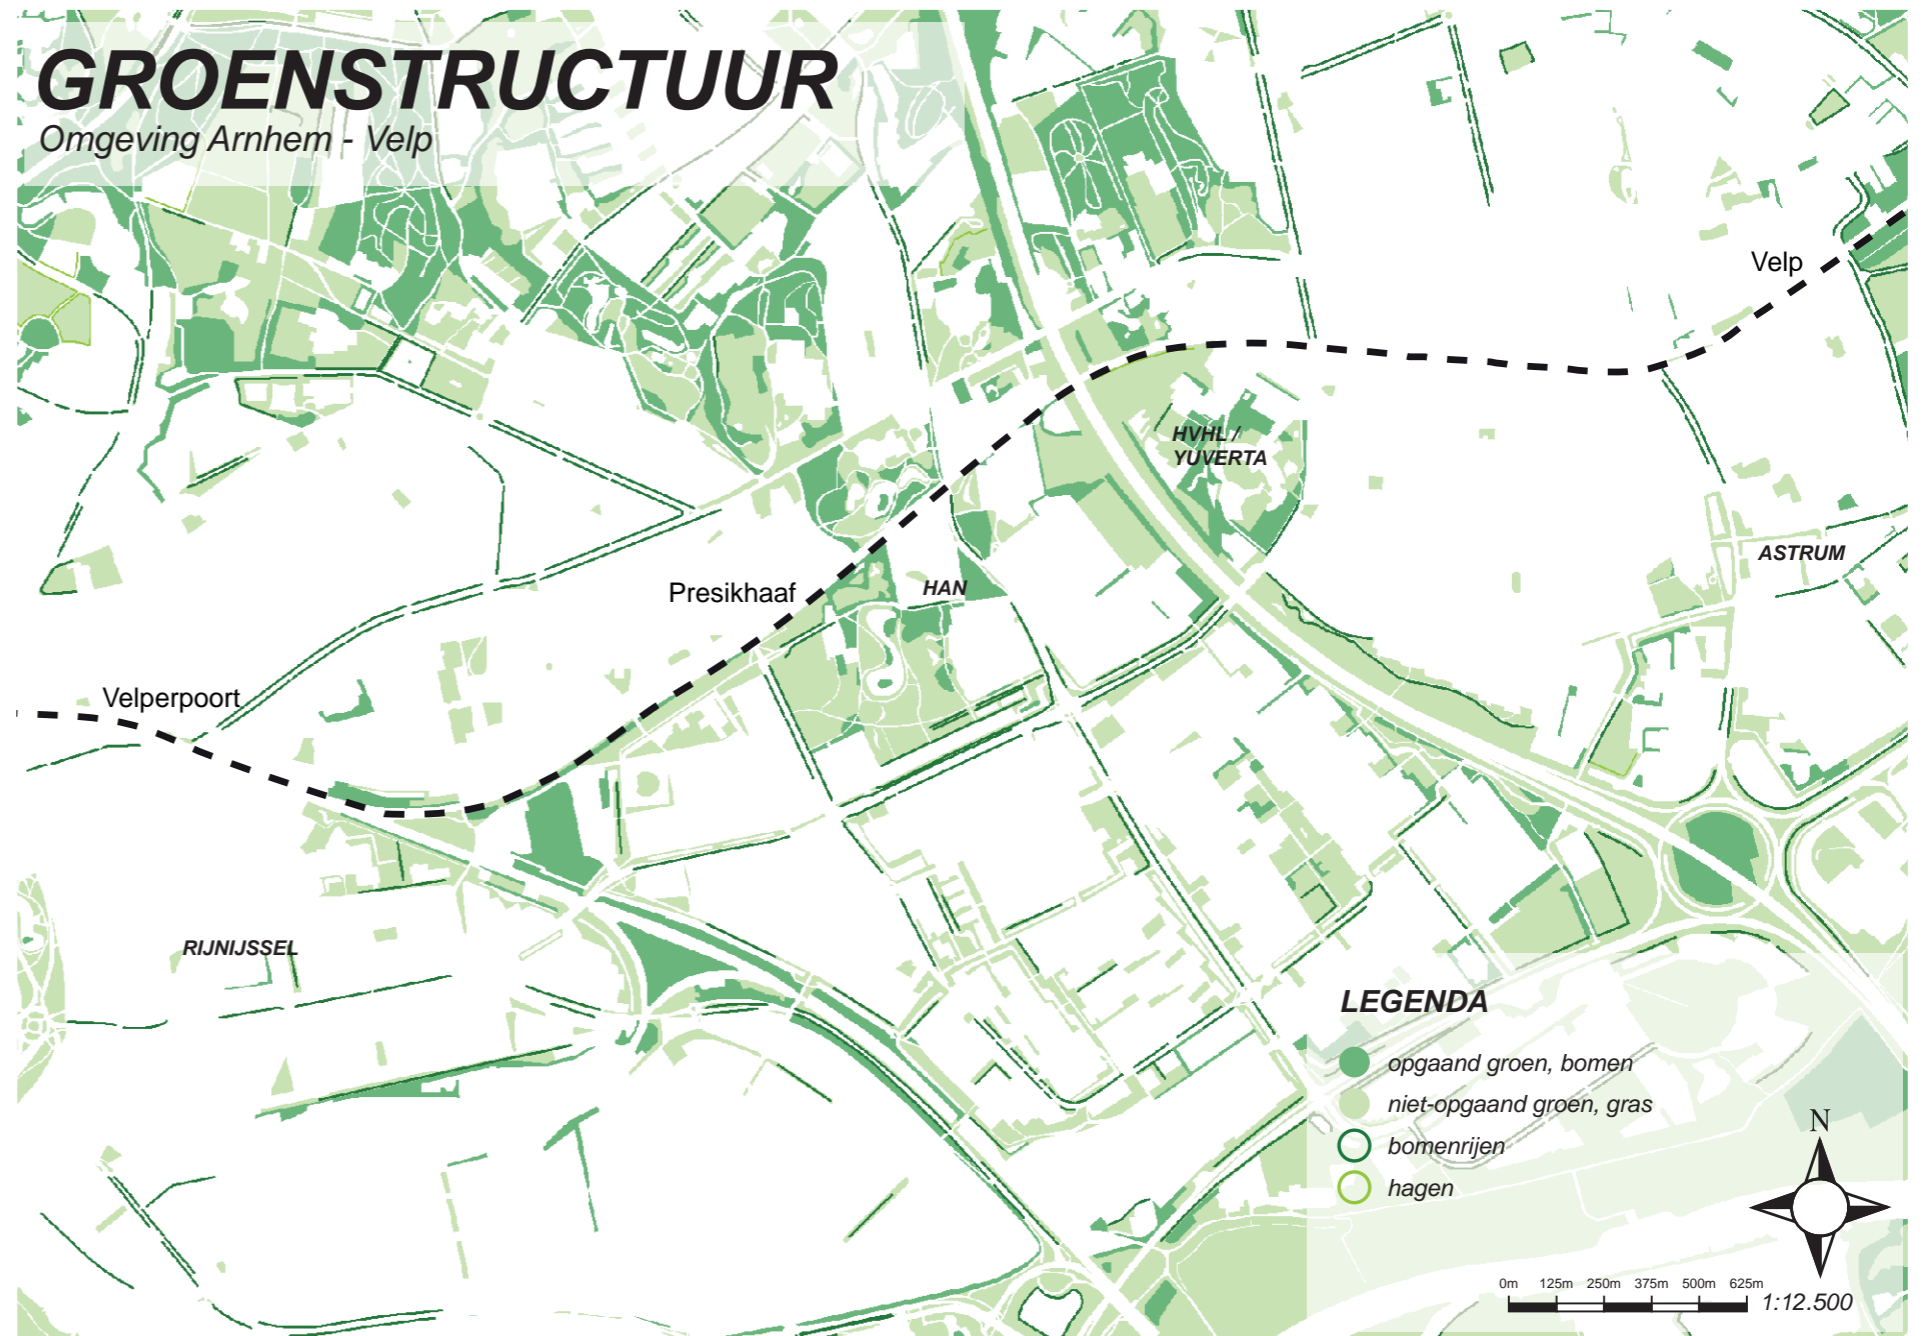 GROENSTRUCTUUR
Omgeving Arnhem - Velp
Velp
HVHL /
YUVERTA
ASTRUM
Presikhaaf
HAN
Velperpoort
RIJNIJSSEL
LEGENDA
opgaand groen, bomen
niet-opgaand groen, gras
bomenrijen
hagen
N
0m 125m 250m 375m 500m 625m
1:12.500